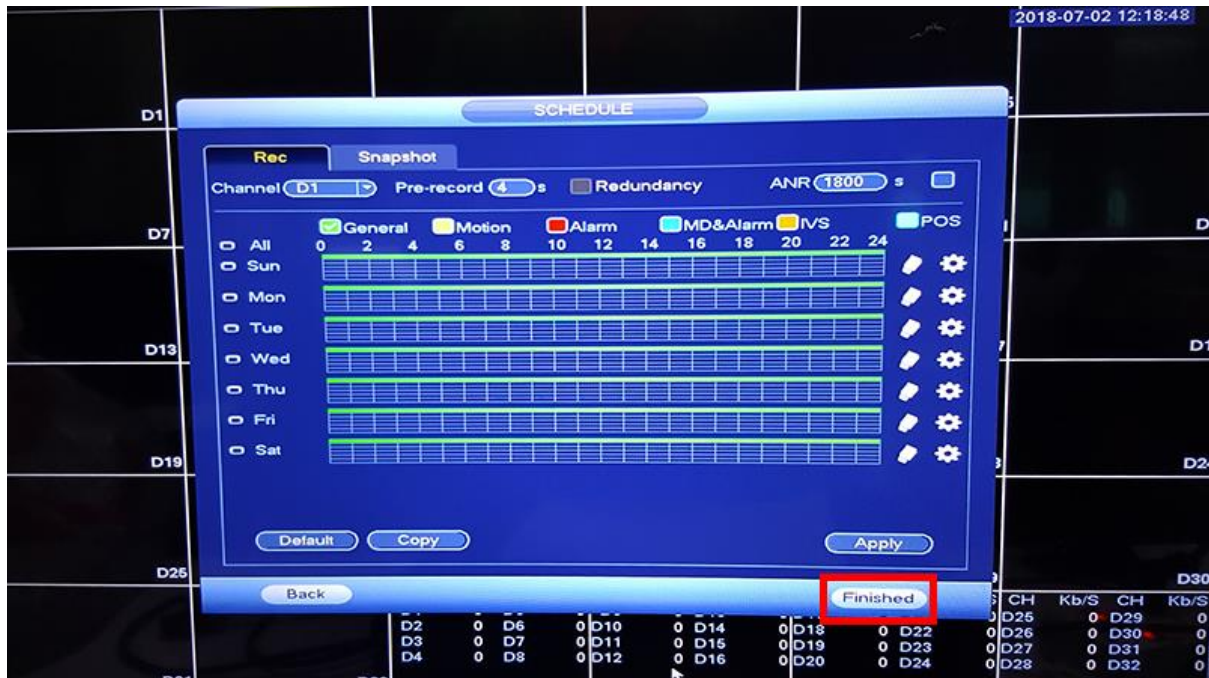 2018-07-02 12:18:48
SCHEDULE
D1
Rec Snapshot
Channel D1 Pre-record 4 s Redundancy ANR 1800 s
General Motion Alarm MD&Alarm IVS POS
D7
All 0 2 4 6 8 10 12 14 16 18 20 22 24
Sun
Mon
Tue
D13
Wed
Thu
Fri
Sat
D19
Default Copy Apply
D25
D30
Back Finished
CH Kb/S CH Kb/S
D25 0 D29 0
D2 0 D6 0 D10 0 D14 0 D18 0 D22 0 D26 0 D30 0
D3 0 D7 0 D11 0 D15 0 D19 0 D23 0 D27 0 D31 0
D4 0 D8 0 D12 0 D16 0 D20 0 D24 0 D28 0 D32 0